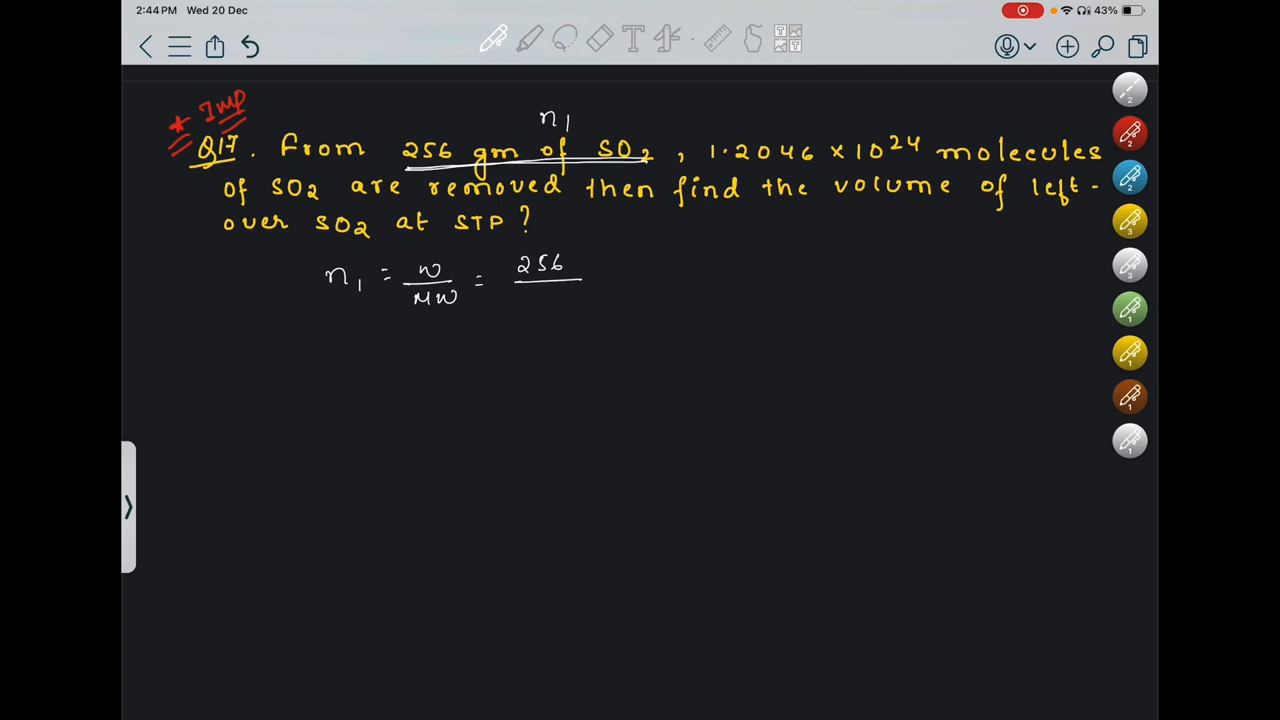 2:44 PM Wed 20 Dec
43%
* Imp
n1
Q17. From 256 gm of SO2, 1.2046 × 10^24 molecules
of SO2 are removed then find the volume of left-
over SO2 at STP?
n1 = w/MW = 256